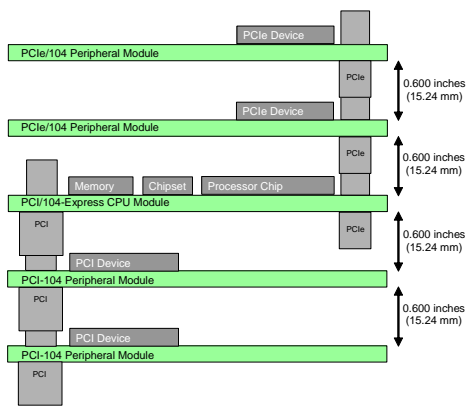 PCIe Device
PCIe/104 Peripheral Module
PCIe
0.600 inches
(15.24 mm)
PCIe Device
PCIe/104 Peripheral Module
PCIe
0.600 inches
(15.24 mm)
Memory
Chipset
Processor Chip
PCI/104-Express CPU Module
PCI
PCIe
0.600 inches
(15.24 mm)
PCI Device
PCI-104 Peripheral Module
PCI
0.600 inches
(15.24 mm)
PCI Device
PCI-104 Peripheral Module
PCI